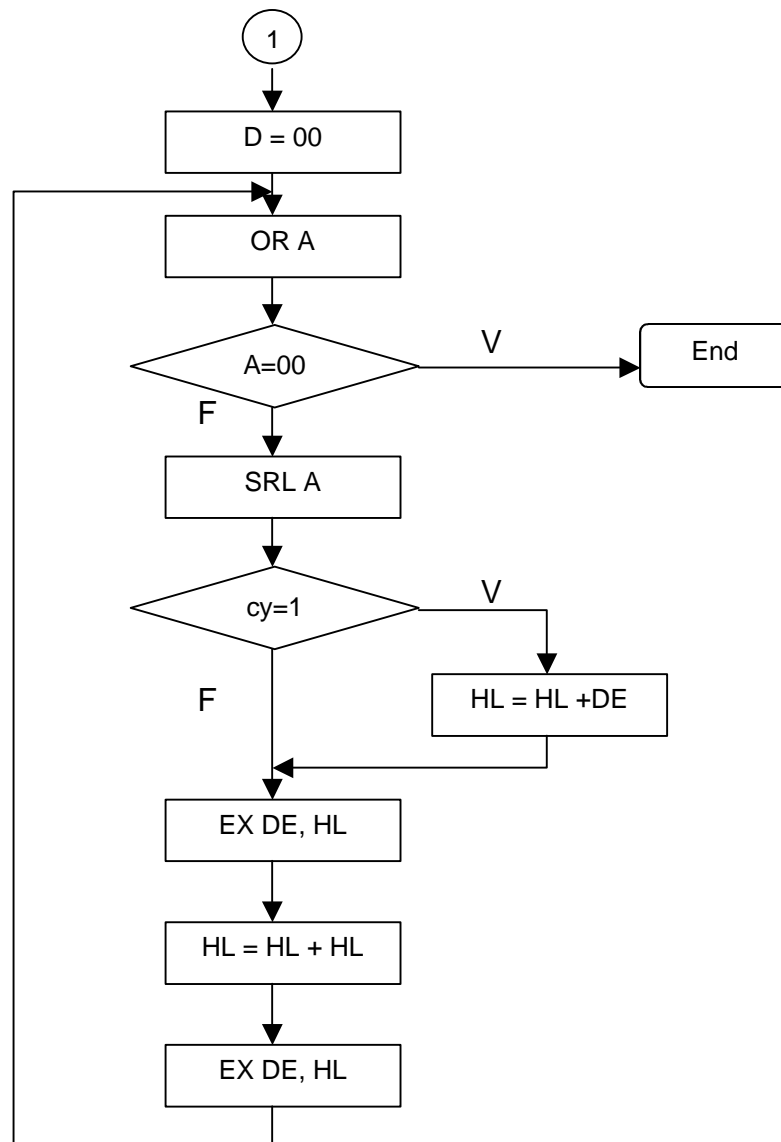 1
D = 00
OR A
A=00
V
End
F
SRL A
cy=1
V
F
HL = HL +DE
EX DE, HL
HL = HL + HL
EX DE, HL